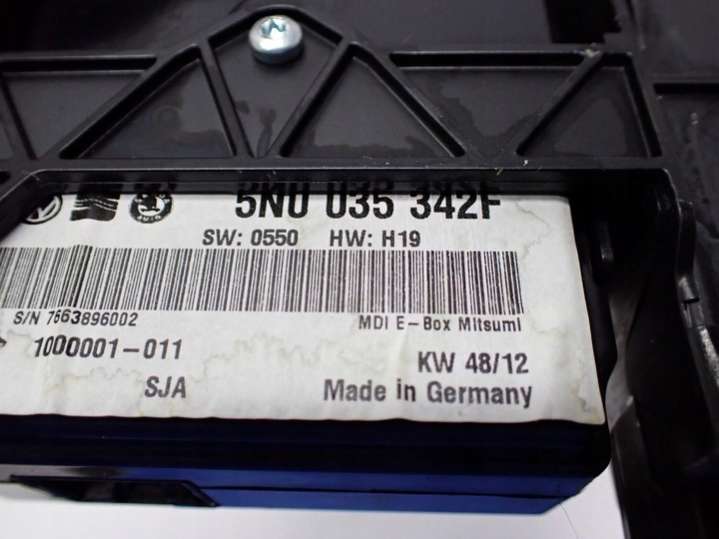 5N0 035 342F
SW: 0550 HW: H19
S/N 7663896002 MDI E-Box Mitsumi
1000001-011 KW 48/12
SJA Made in Germany